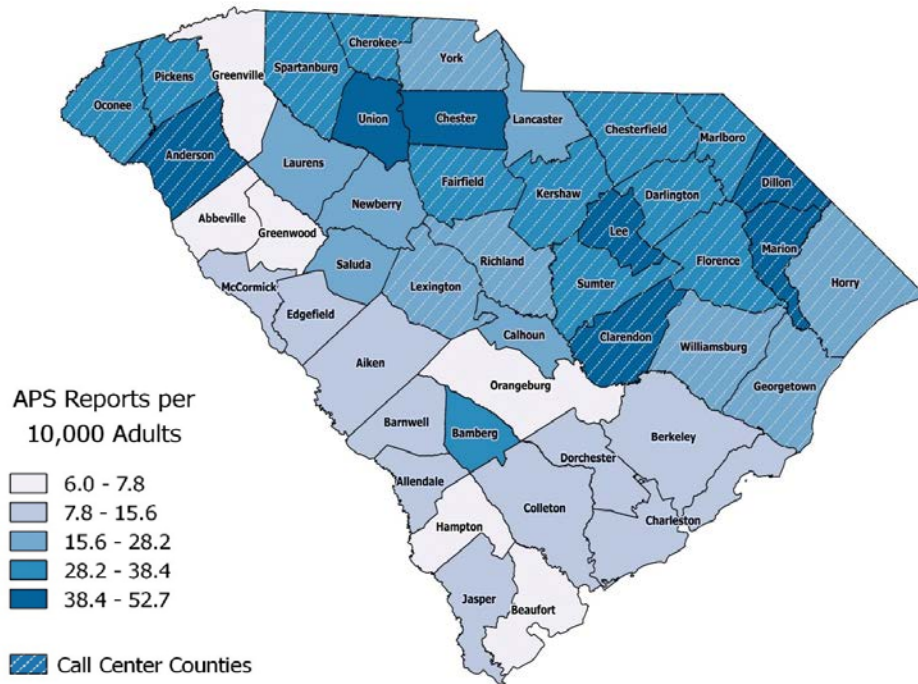 Cherokee
York
Greenville
Spartanburg
Pickens
Oconee
Union
Chester
Lancaster
Chesterfield
Marlboro
Anderson
Laurens
Fairfield
Kershaw
Darlington
Dillon
Abbeville
Newberry
Greenwood
Lee
Marion
Saluda
Richland
Florence
McCormick
Lexington
Sumter
Horry
Edgefield
Calhoun
Clarendon
Williamsburg
Aiken
Orangeburg
Georgetown
Barnwell
Bamberg
Berkeley
Dorchester
Allendale
Colleton
Charleston
Hampton
Jasper
Beaufort
APS Reports per
10,000 Adults
6.0 - 7.8
7.8 - 15.6
15.6 - 28.2
28.2 - 38.4
38.4 - 52.7
Call Center Counties